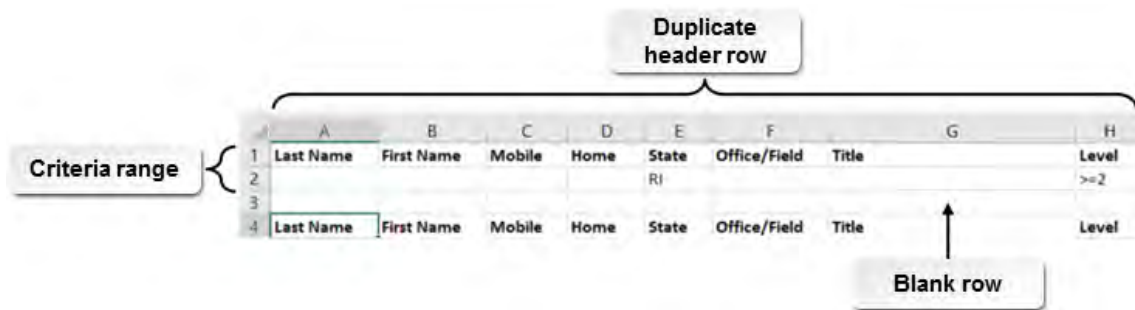 Duplicate
header row
A B C D E F G H
Criteria range
1 Last Name First Name Mobile Home State Office/Field Title Level
2 RI >=2
3
4 Last Name First Name Mobile Home State Office/Field Title Level
Blank row